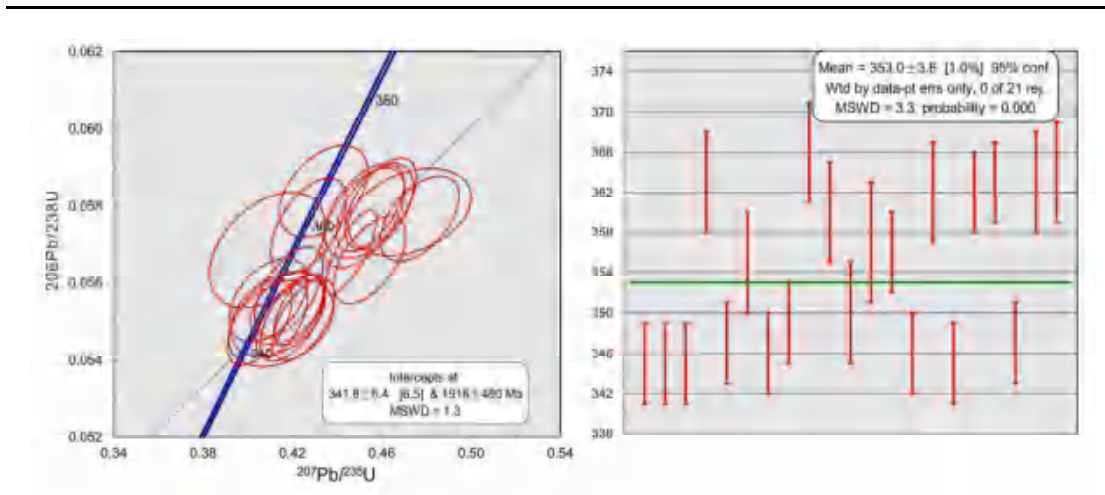 0.062
0.060
0.058
0.056
0.054
0.052
206Pb/238U
0.34
0.38
0.42
0.46
0.50
0.54
207Pb/235U
360
Intercepts at
341.8±6.4 [6.5] & 1916±480 Ma
MSWD = 1.3
374
370
366
362
358
354
350
346
342
338
Mean = 353.0±3.6 [1.0%] 95% conf
Wtd by data-pt errs only, 0 of 21 rej.
MSWD = 3.3, probability = 0.000